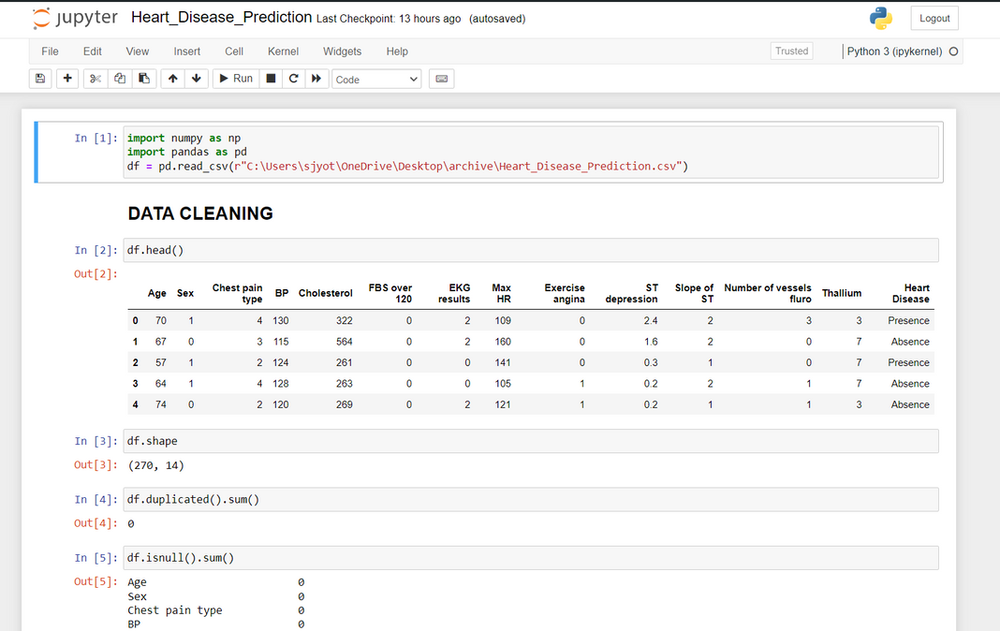 jupyter Heart_Disease_Prediction Last Checkpoint: 13 hours ago (autosaved) Logout
File Edit View Insert Cell Kernel Widgets Help Trusted Python 3 (ipykernel)
Run Code
In [1]: import numpy as np
import pandas as pd
df = pd.read_csv(r"C:\Users\sjyot\OneDrive\Desktop\archive\Heart_Disease_Prediction.csv")
DATA CLEANING
In [2]: df.head()
Out[2]:
Age Sex Chest pain type BP Cholesterol FBS over 120 EKG results Max HR Exercise angina ST depression Slope of ST Number of vessels fluro Thallium Heart Disease
0 70 1 4 130 322 0 2 109 0 2.4 2 3 3 Presence
1 67 0 3 115 564 0 2 160 0 1.6 2 0 7 Absence
2 57 1 2 124 261 0 0 141 0 0.3 1 0 7 Presence
3 64 1 4 128 263 0 0 105 1 0.2 2 1 7 Absence
4 74 0 2 120 269 0 2 121 1 0.2 1 1 3 Absence
In [3]: df.shape
Out[3]: (270, 14)
In [4]: df.duplicated().sum()
Out[4]: 0
In [5]: df.isnull().sum()
Out[5]: Age 0
Sex 0
Chest pain type 0
BP 0